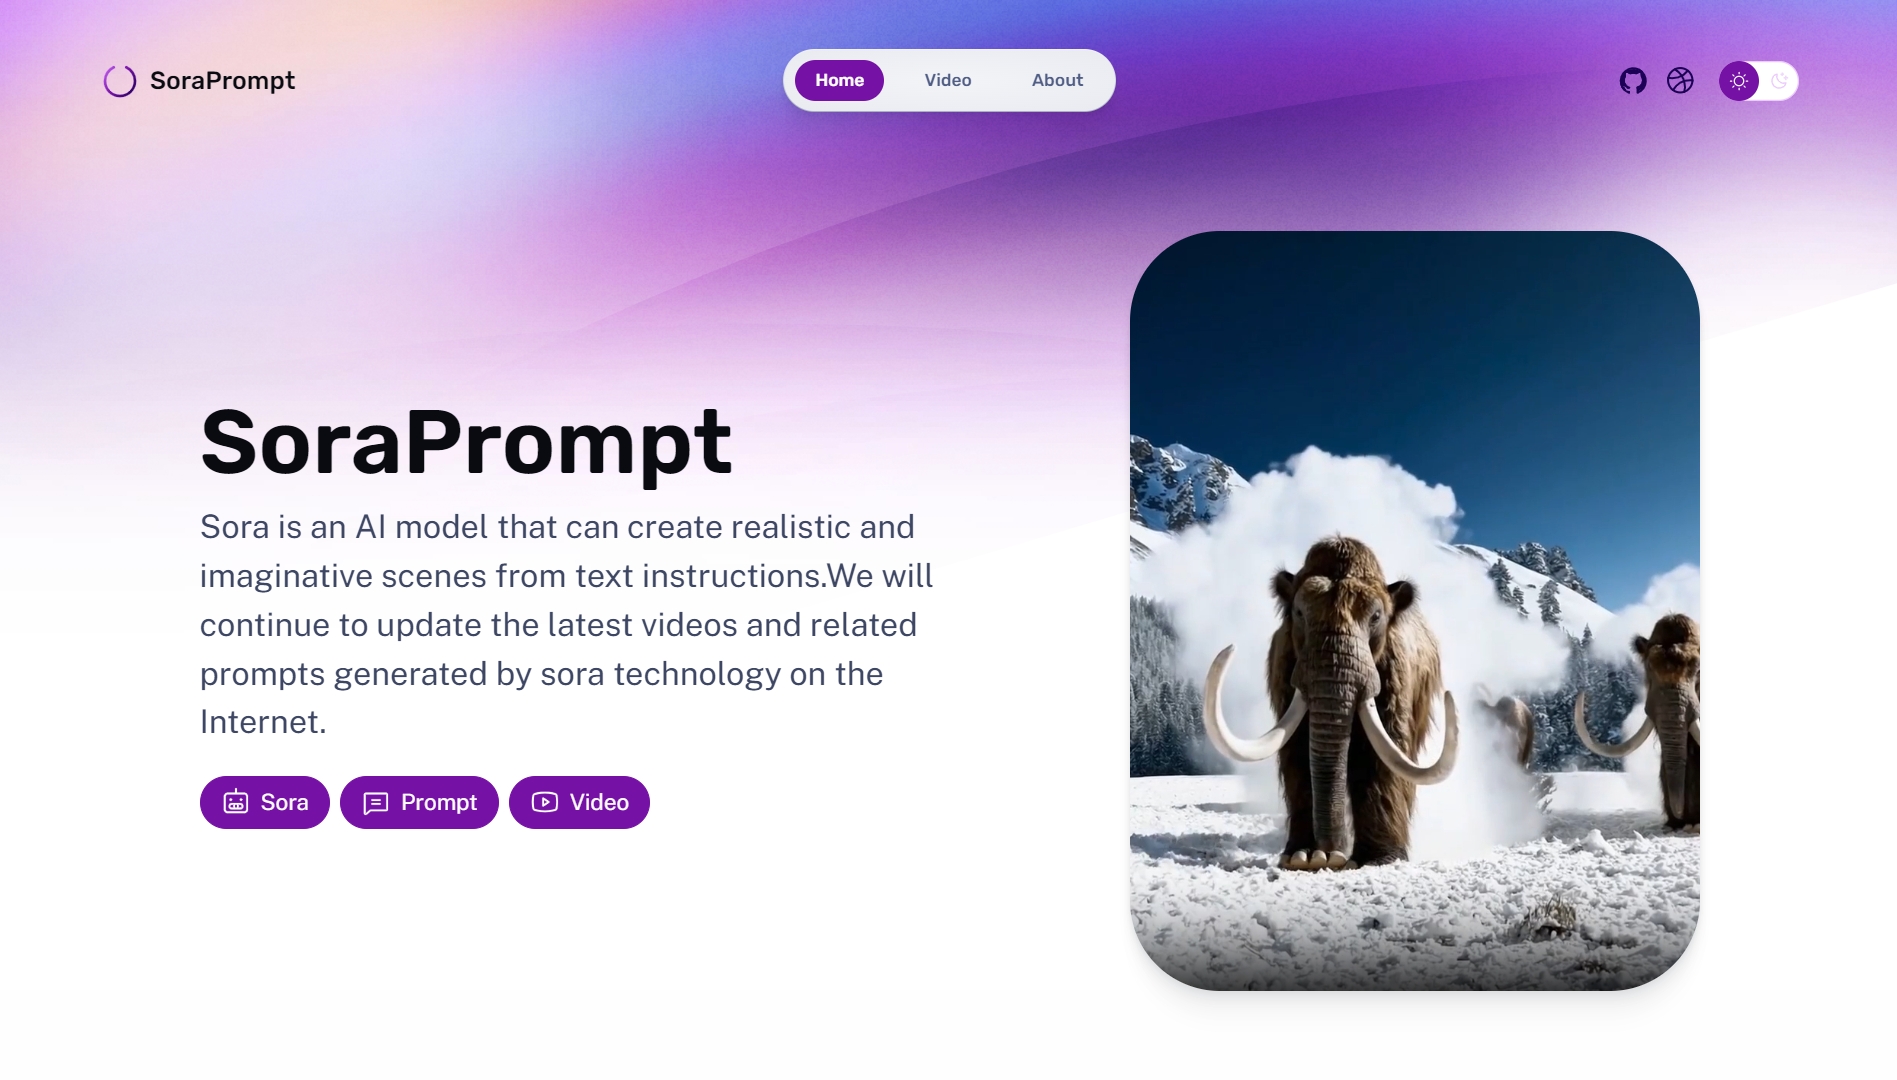 SoraPrompt
Home Video About
SoraPrompt
Sora is an AI model that can create realistic and
imaginative scenes from text instructions.We will
continue to update the latest videos and related
prompts generated by sora technology on the
Internet.
Sora Prompt Video